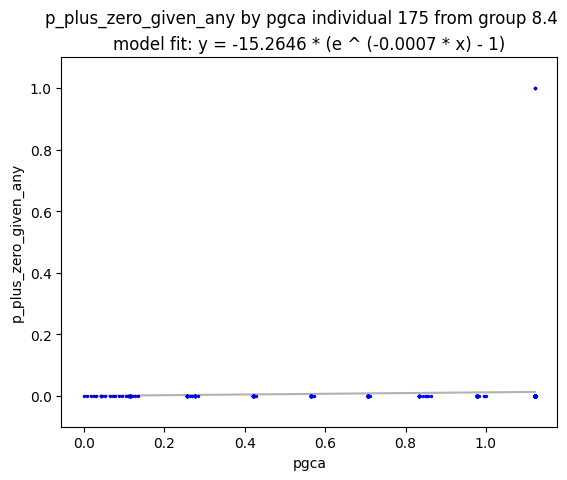 p_plus_zero_given_any by pgca individual 175 from group 8.4
model fit: y = -15.2646 * (e ^ (-0.0007 * x) - 1)
1.0
0.8
0.6
0.4
0.2
0.0
p_plus_zero_given_any
0.0 0.2 0.4 0.6 0.8 1.0
pgca